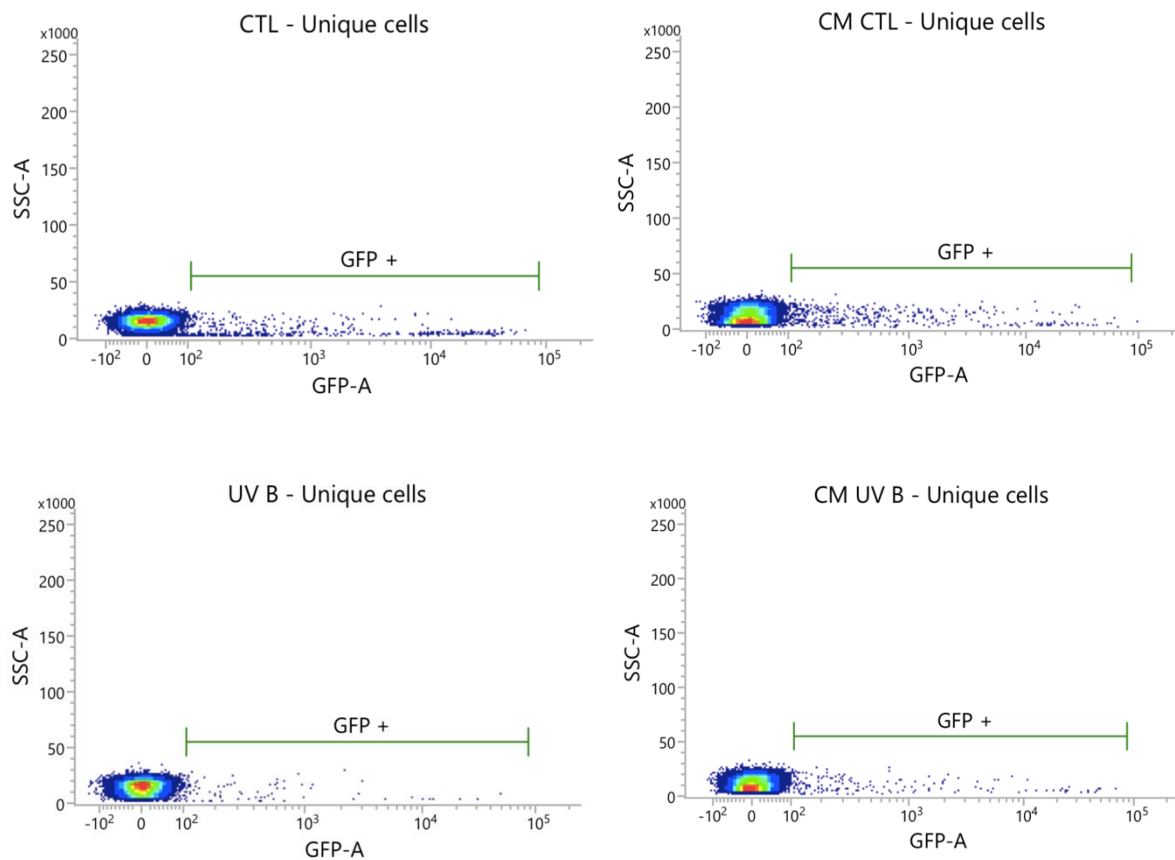 CTL - Unique cells
x1000
250
200
150
100
50
0
SSC-A
GFP +
-10² 0 10² 10³ 10⁴ 10⁵
GFP-A
CM CTL - Unique cells
x1000
250
200
150
100
50
0
SSC-A
GFP +
-10² 0 10² 10³ 10⁴ 10⁵
GFP-A
UV B - Unique cells
x1000
250
200
150
100
50
0
SSC-A
GFP +
-10² 0 10² 10³ 10⁴ 10⁵
GFP-A
CM UV B - Unique cells
x1000
250
200
150
100
50
0
SSC-A
GFP +
-10² 0 10² 10³ 10⁴ 10⁵
GFP-A